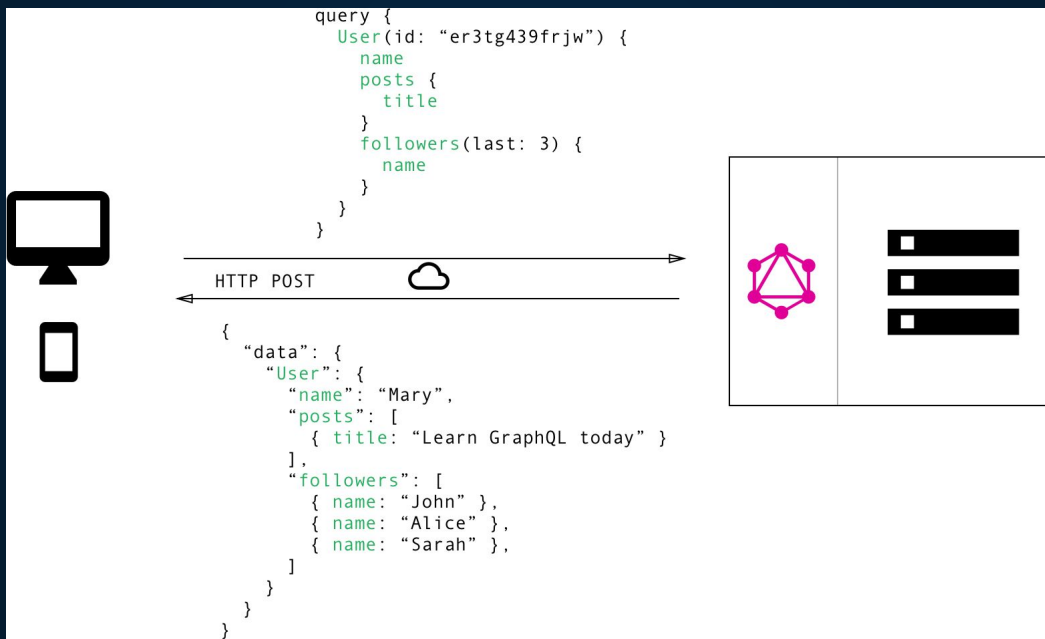 query {
  User(id: “er3tg439frjw”) {
    name
    posts {
      title
    }
    followers(last: 3) {
      name
    }
  }
}
HTTP POST
{
  “data”: {
    “User”: {
      “name”: “Mary”,
      “posts”: [
        { title: “Learn GraphQL today” }
      ],
      “followers”: [
        { name: “John” },
        { name: “Alice” },
        { name: “Sarah” },
      ]
    }
  }
}